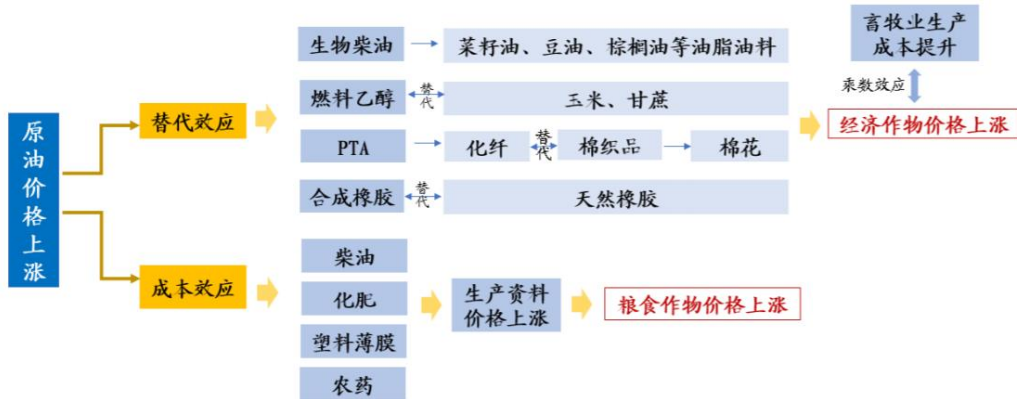 原油价格上涨
替代效应
生物柴油
菜籽油、豆油、棕榈油等油脂油料
燃料乙醇
替代
玉米、甘蔗
PTA
化纤
替代
棉织品
棉花
合成橡胶
替代
天然橡胶
畜牧业生产
成本提升
乘数效应
经济作物价格上涨
成本效应
柴油
化肥
塑料薄膜
农药
生产资料
价格上涨
粮食作物价格上涨